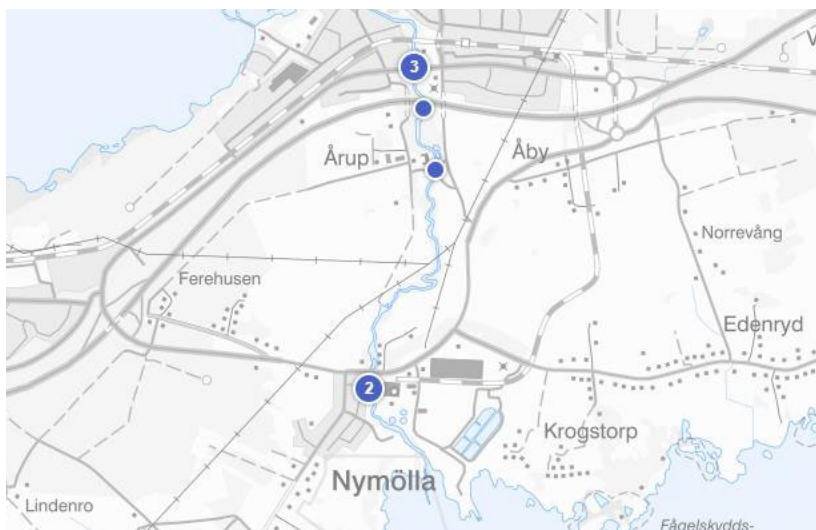 3
V
Årup
Åby
Norrevång
Ferehusen
Edenryd
2
Krogstorp
Nymölla
Lindenro
Fågelskydds-